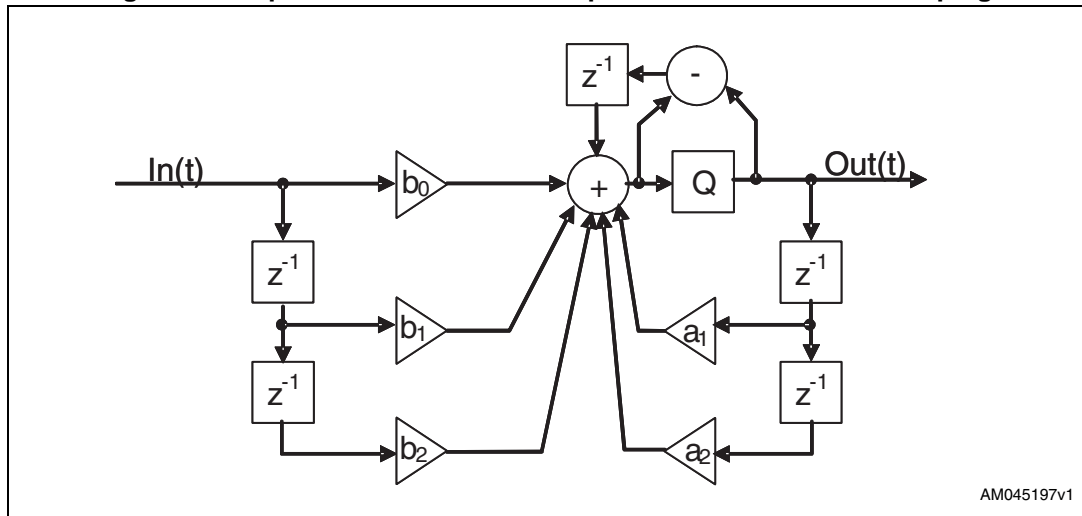 z-1
-
In(t)
b0
+
Q
Out(t)
z-1
z-1
b1
a1
z-1
z-1
b2
a2
AM045197v1